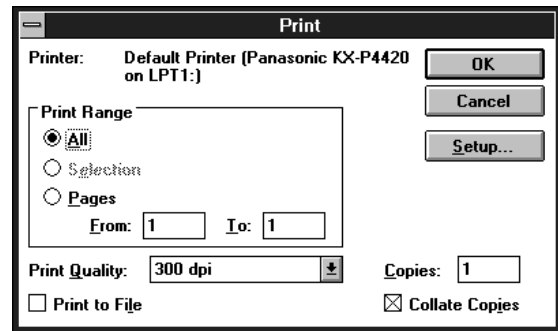 Print
Printer: Default Printer (Panasonic KX-P4420
on LPT1:)
OK
Cancel
Setup...
Print Range
All
Selection
Pages
From: 1 To: 1
Print Quality: 300 dpi
Copies: 1
Print to File
Collate Copies